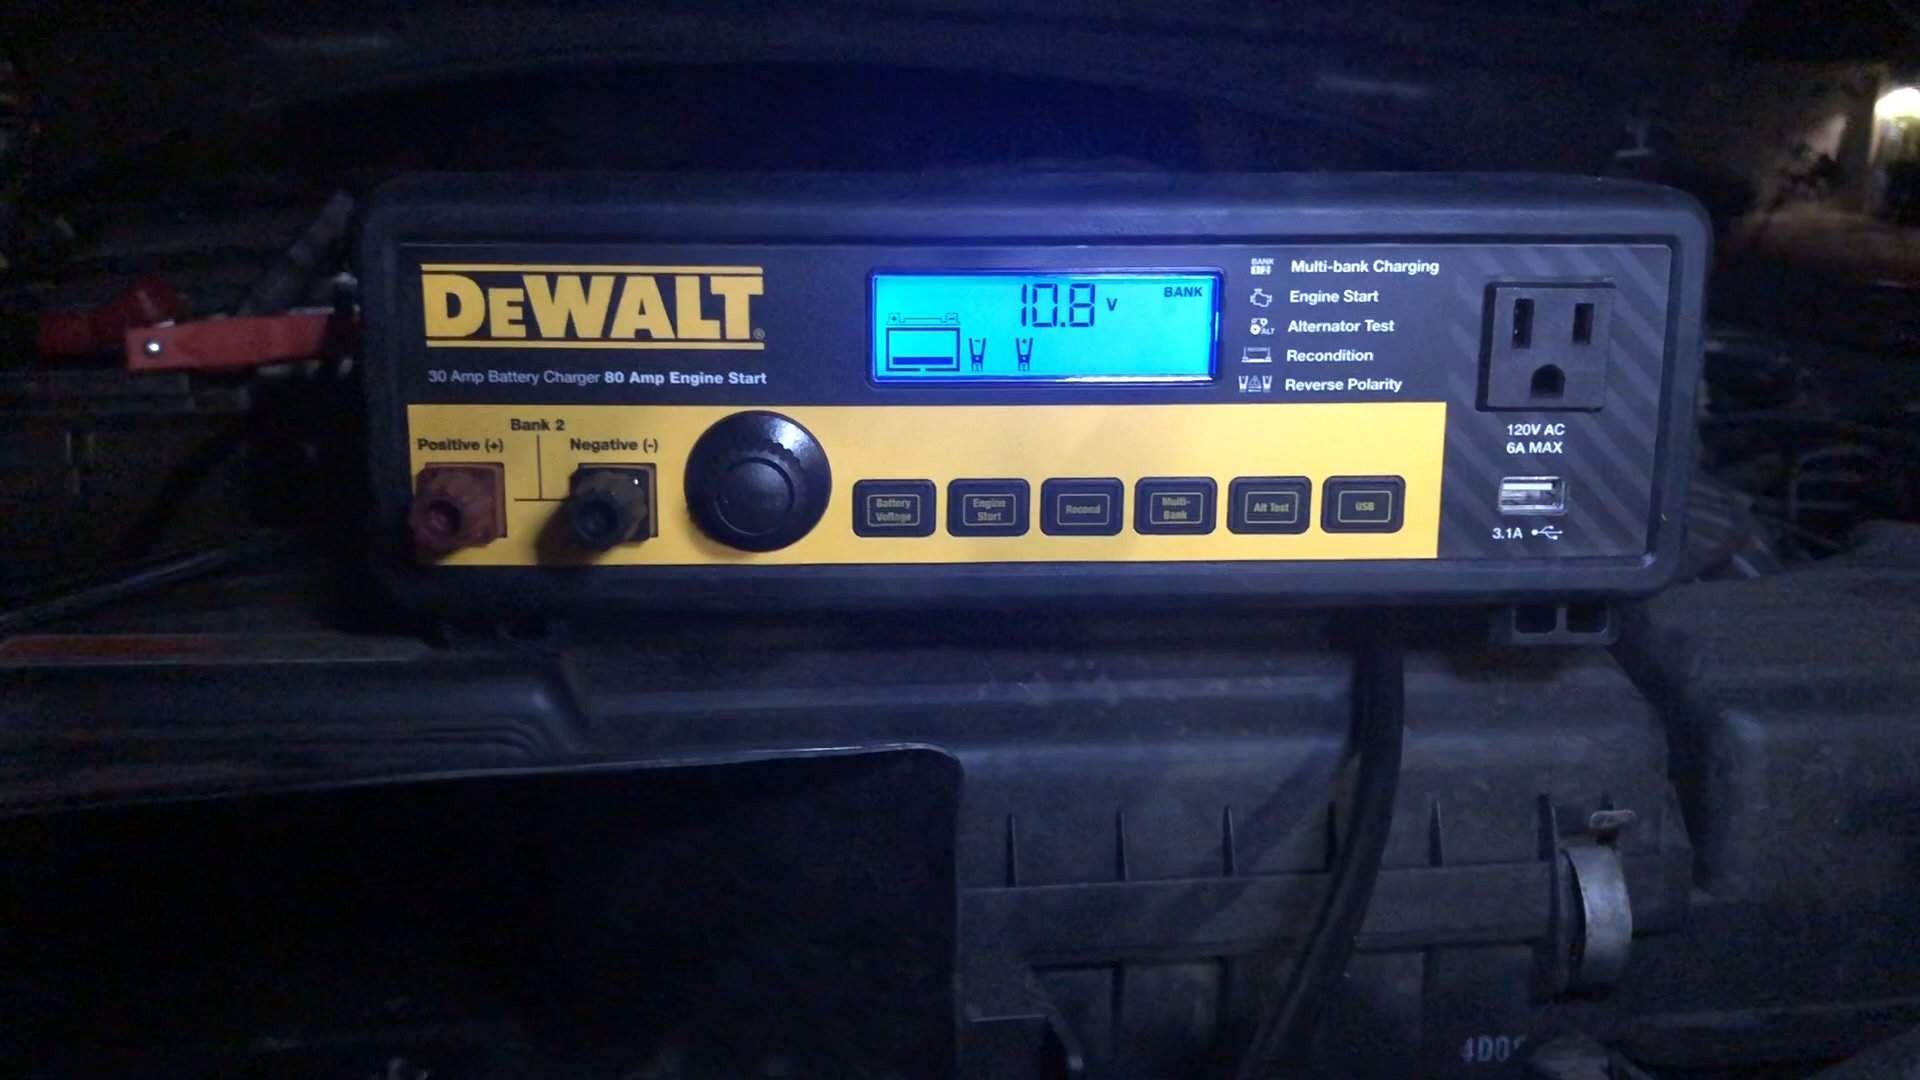 DEWALT®
30 Amp Battery Charger 80 Amp Engine Start
10.8 V
BANK
BANK
Multi-bank Charging
Engine Start
ALT
Alternator Test
Recondition
Reverse Polarity
Bank 2
Positive (+)
Negative (-)
Battery
Voltage
Engine
Start
Recond
Multi-
Bank
Alt Test
USB
120V AC
6A MAX
3.1A